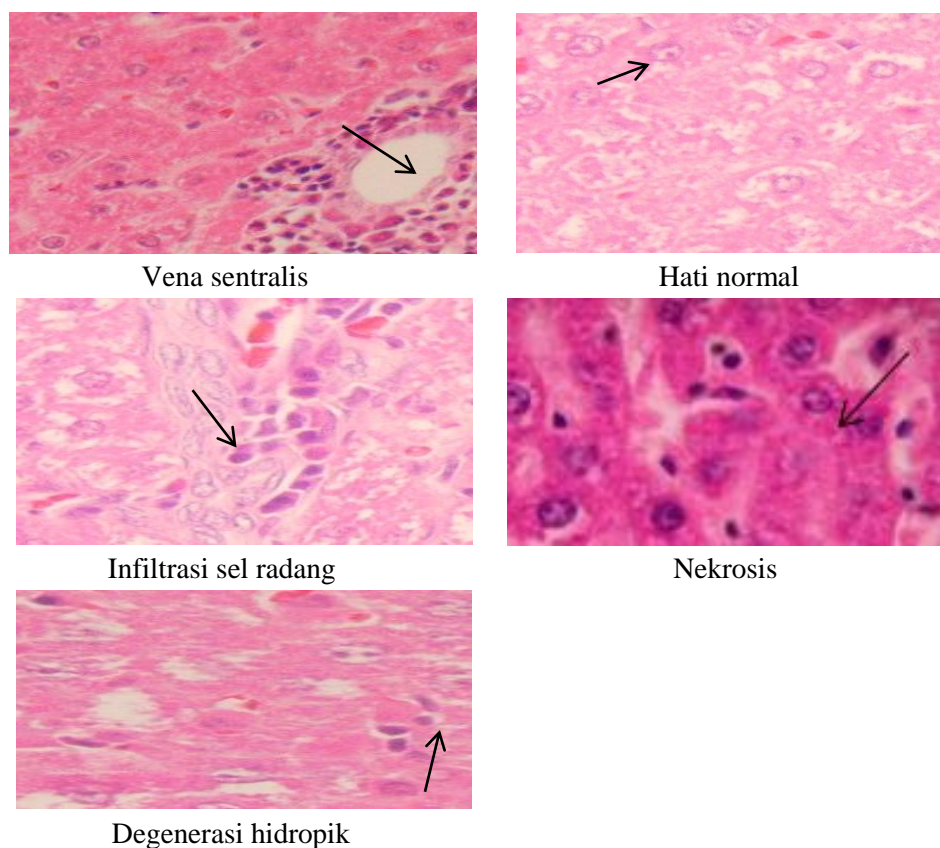 Vena sentralis
Hati normal
Infiltrasi sel radang
Nekrosis
Degenerasi hidropik